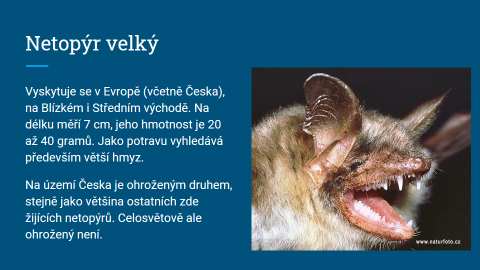 Netopýr velký
Vyskytuje se v Evropě (včetně Česka),
na Blízkém i Středním východě. Na
délku měří 7 cm, jeho hmotnost je 20
až 40 gramů. Jako potravu vyhledává
především větší hmyz.
Na území Česka je ohroženým druhem,
stejně jako většina ostatních zde
žijících netopýrů. Celosvětově ale
ohrožený není.
www.naturfoto.cz